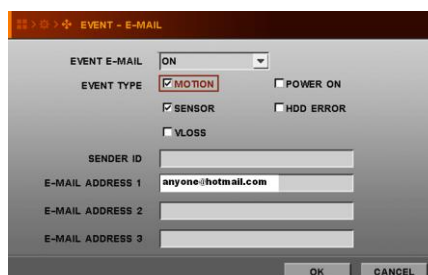 EVENT - E-MAIL
EVENT E-MAIL ON
EVENT TYPE MOTION POWER ON
SENSOR HDD ERROR
VLOSS
SENDER ID
E-MAIL ADDRESS 1 anyone@hotmail.com
E-MAIL ADDRESS 2
E-MAIL ADDRESS 3
OK CANCEL